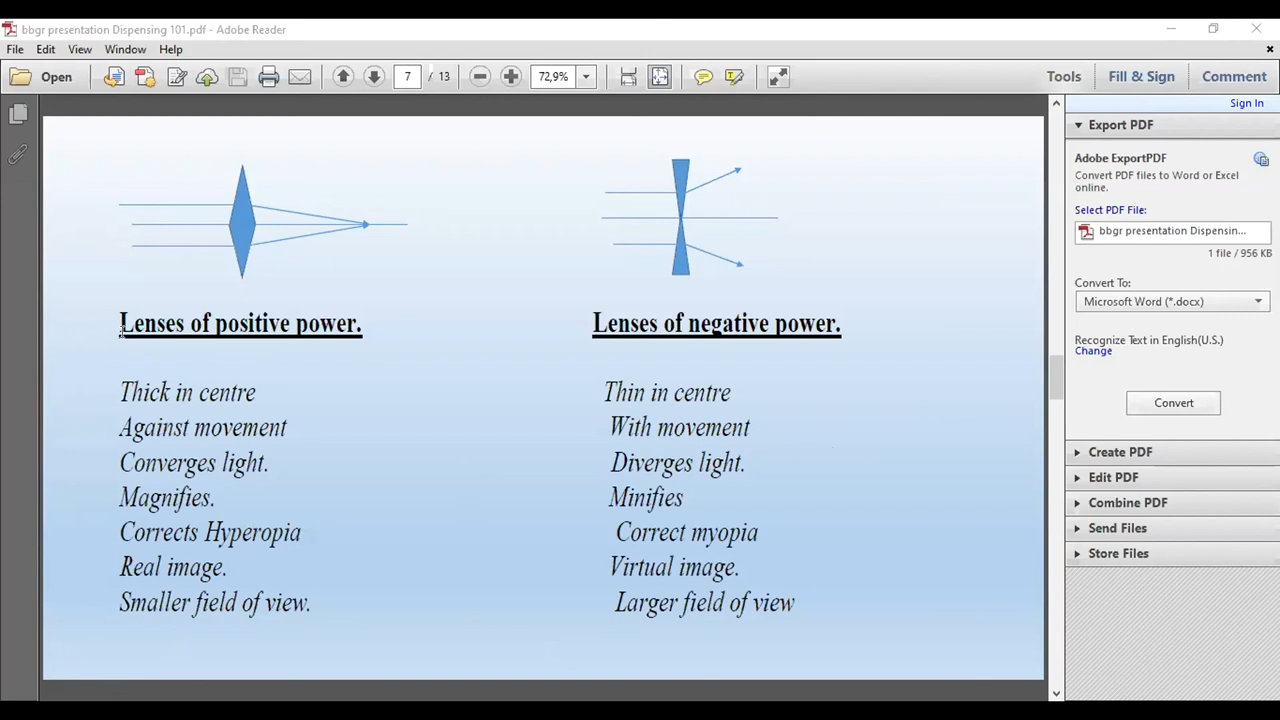 bbgr presentation Dispensing 101.pdf - Adobe Reader
File Edit View Window Help
Open 7 / 13 72,9% Tools Fill & Sign Comment
Sign In
Export PDF
Adobe ExportPDF
Convert PDF files to Word or Excel
online.
Select PDF File:
bbgr presentation Dispensin...
1 file / 956 KB
Convert To:
Microsoft Word (*.docx)
Recognize Text in English(U.S.)
Change
Convert
Create PDF
Edit PDF
Combine PDF
Send Files
Store Files
Lenses of positive power.
Thick in centre
Against movement
Converges light.
Magnifies.
Corrects Hyperopia
Real image.
Smaller field of view.
Lenses of negative power.
Thin in centre
With movement
Diverges light.
Minifies
Correct myopia
Virtual image.
Larger field of view